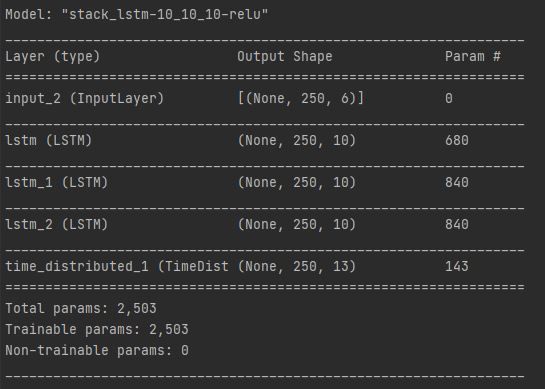 Model: "stack_lstm-10_10_10-relu"
_________________________________________________________________
Layer (type)                 Output Shape              Param #
=================================================================
input_2 (InputLayer)         [(None, 250, 6)]          0
_________________________________________________________________
lstm (LSTM)                  (None, 250, 10)           680
_________________________________________________________________
lstm_1 (LSTM)                (None, 250, 10)           840
_________________________________________________________________
lstm_2 (LSTM)                (None, 250, 10)           840
_________________________________________________________________
time_distributed_1 (TimeDist (None, 250, 13)           143
=================================================================
Total params: 2,503
Trainable params: 2,503
Non-trainable params: 0
_________________________________________________________________